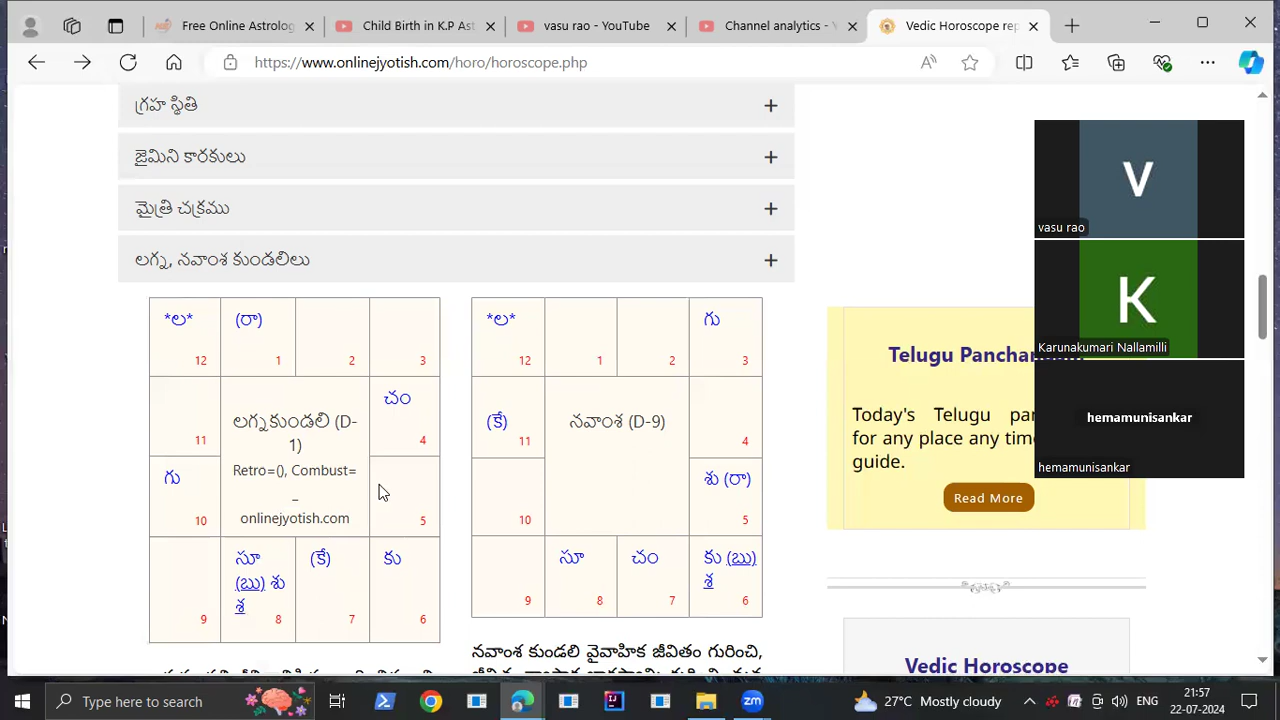 Free Online Astrolog
Child Birth in K.P Ast
vasu rao - YouTube
Channel analytics - Y
Vedic Horoscope rep
https://www.onlinejyotish.com/horo/horoscope.php
గ్రహ స్థితి
జైమిని కారకులు
మైత్రి చక్రము
లగ్న, నవాంశ కుండలిలు
*ల* (రా)
12 1 2 3
చం
11 లగ్నకుండలి (D-
1) 4
గు Retro=(), Combust=
_
10 onlinejyotish.com 5
సూ (కే) కు
(బు) శు
శ
9 8 7 6
*ల* గు
12 1 2 3
(కే) నవాంశ (D-9)
11 4
శు (రా)
10 5
సూ చం కు (బు)
శ
9 8 7 6
నవాంశ కుండలి వైవాహిక జీవితం గురించి,
Telugu Panchan
Today's Telugu pan
for any place any time
guide.
Read More
Vedic Horoscope
V
vasu rao
K
Karunakumari Nallamilli
hemamunisankar
hemamunisankar
Type here to search
27°C Mostly cloudy
ENG
21:57
22-07-2024